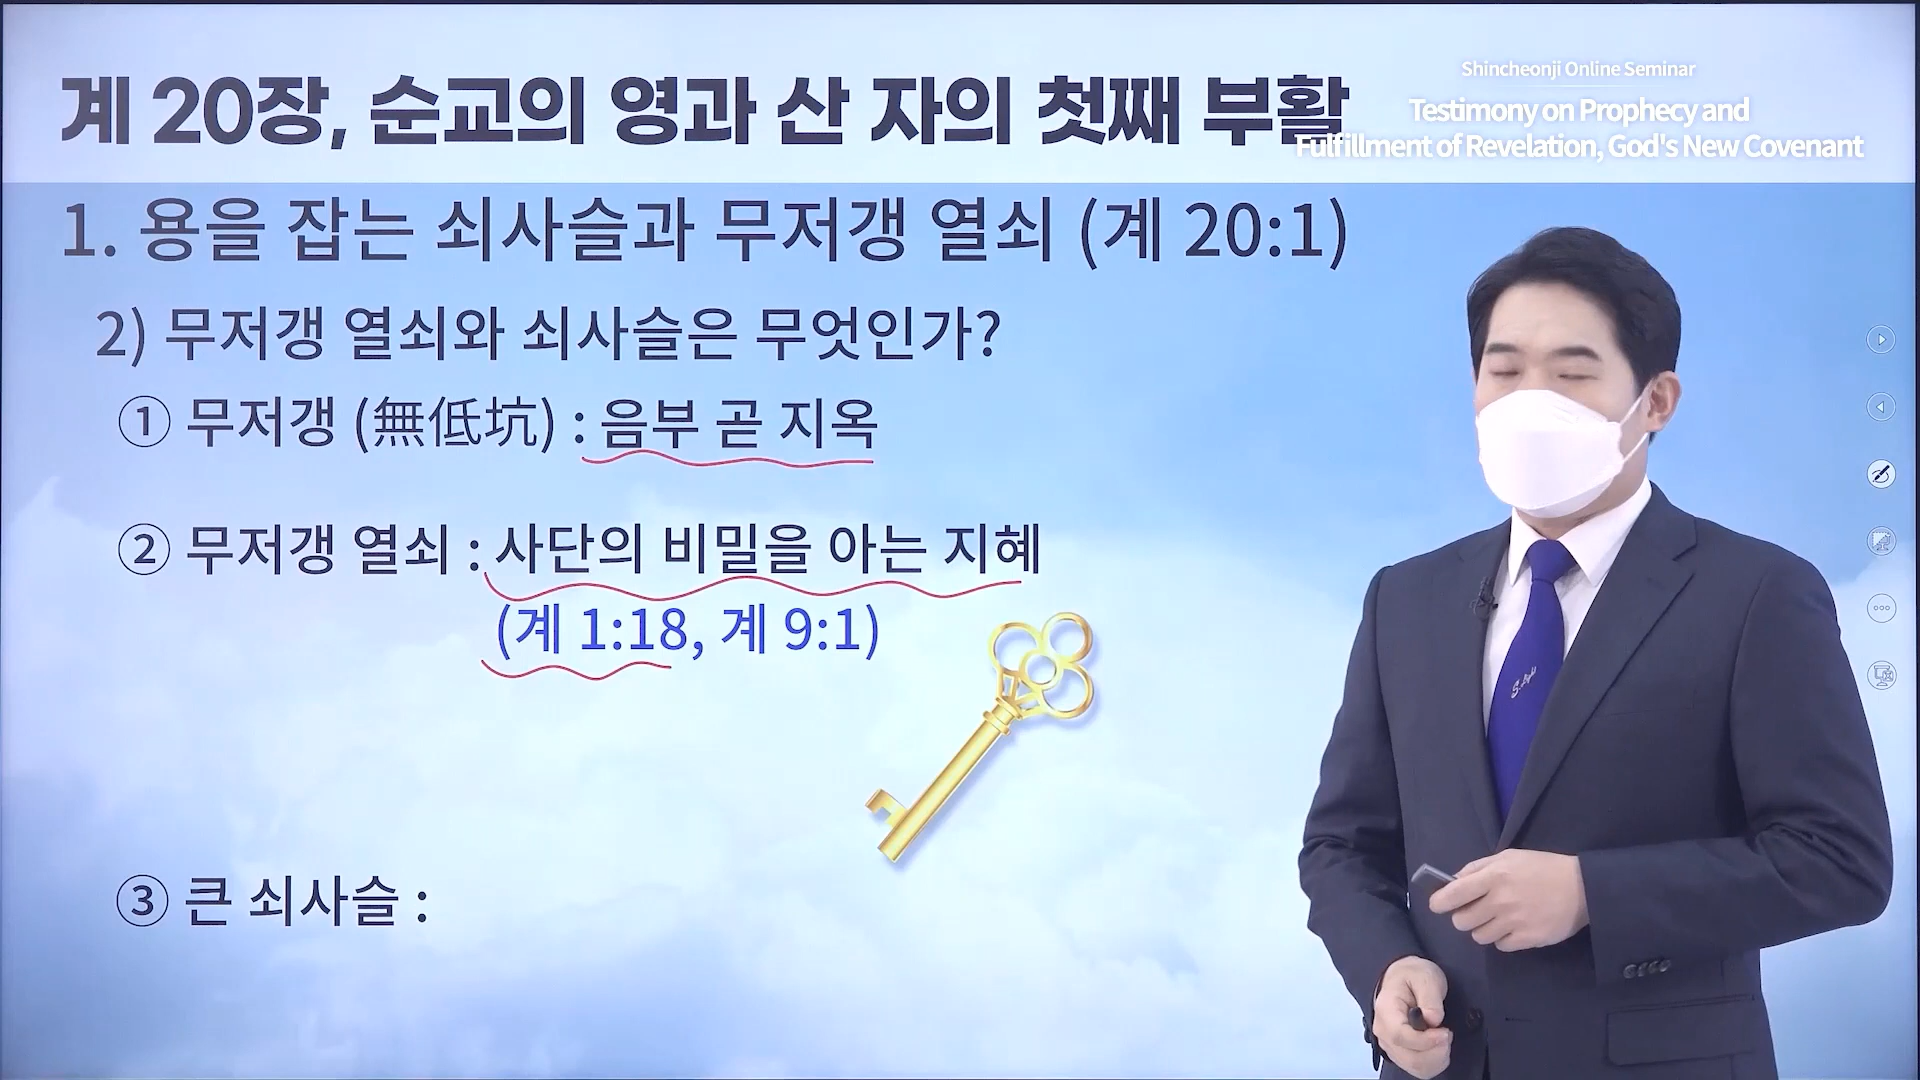 계 20장, 순교의 영과 산 자의 첫째 부활
Shincheonji Online Seminar
Testimony on Prophecy and
Fulfillment of Revelation, God's New Covenant
1. 용을 잡는 쇠사슬과 무저갱 열쇠 (계 20:1)
2) 무저갱 열쇠와 쇠사슬은 무엇인가?
① 무저갱 (無低坑) : 음부 곧 지옥
② 무저갱 열쇠 : 사단의 비밀을 아는 지혜
(계 1:18, 계 9:1)
③ 큰 쇠사슬 :